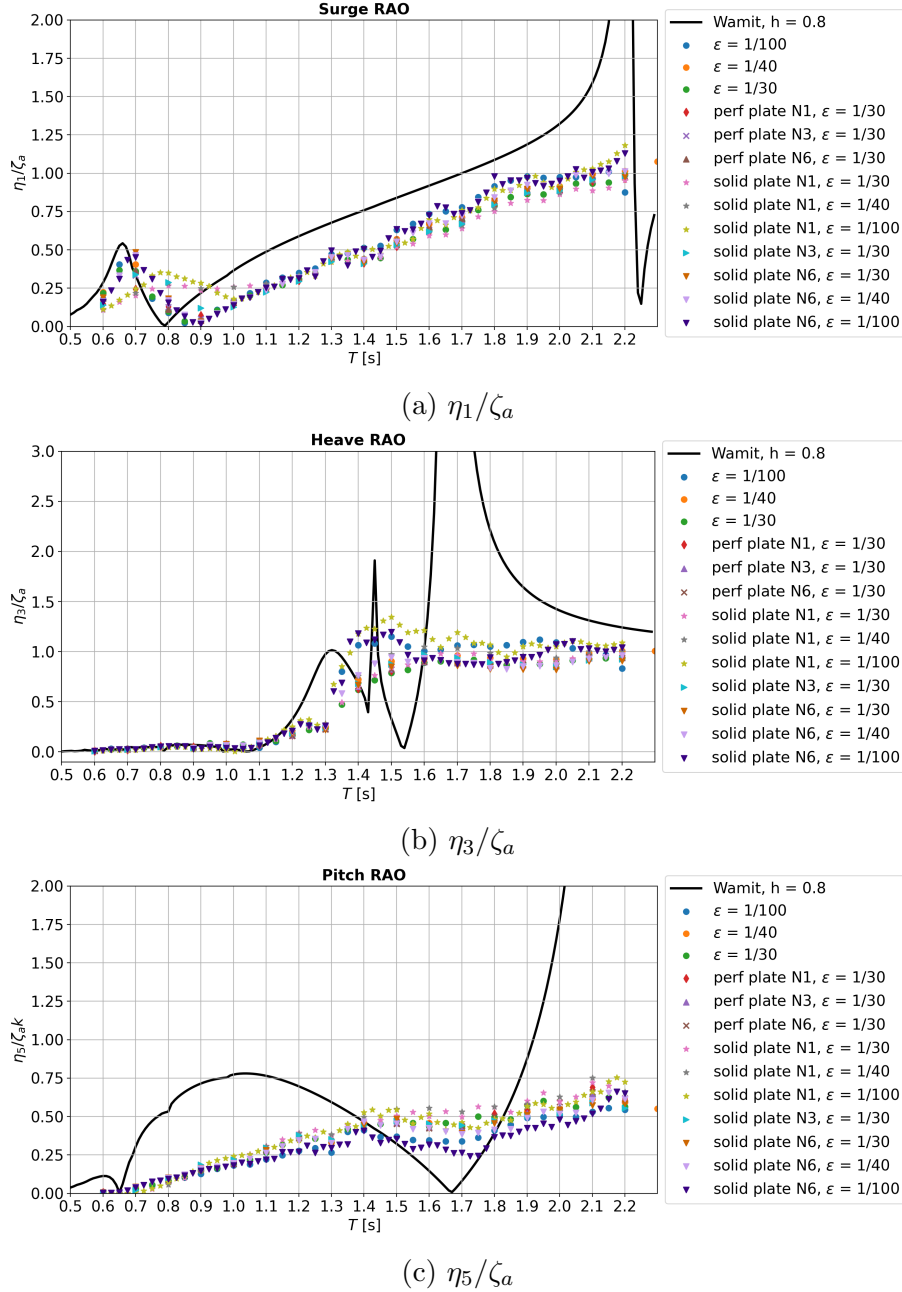 Surge RAO
2.00
1.75
1.50
1.25
1.00
0.75
0.50
0.25
0.00
η1/ζa
0.5 0.6 0.7 0.8 0.9 1.0 1.1 1.2 1.3 1.4 1.5 1.6 1.7 1.8 1.9 2.0 2.1 2.2
T [s]
Wamit, h = 0.8
ε = 1/100
ε = 1/40
ε = 1/30
perf plate N1, ε = 1/30
perf plate N3, ε = 1/30
perf plate N6, ε = 1/30
solid plate N1, ε = 1/30
solid plate N1, ε = 1/40
solid plate N1, ε = 1/100
solid plate N3, ε = 1/30
solid plate N6, ε = 1/30
solid plate N6, ε = 1/40
solid plate N6, ε = 1/100
(a) η1/ζa
Heave RAO
3.0
2.5
2.0
1.5
1.0
0.5
0.0
η3/ζa
0.5 0.6 0.7 0.8 0.9 1.0 1.1 1.2 1.3 1.4 1.5 1.6 1.7 1.8 1.9 2.0 2.1 2.2
T [s]
Wamit, h = 0.8
ε = 1/100
ε = 1/40
ε = 1/30
perf plate N1, ε = 1/30
perf plate N3, ε = 1/30
perf plate N6, ε = 1/30
solid plate N1, ε = 1/30
solid plate N1, ε = 1/40
solid plate N1, ε = 1/100
solid plate N3, ε = 1/30
solid plate N6, ε = 1/30
solid plate N6, ε = 1/40
solid plate N6, ε = 1/100
(b) η3/ζa
Pitch RAO
2.00
1.75
1.50
1.25
1.00
0.75
0.50
0.25
0.00
η5/ζak
0.5 0.6 0.7 0.8 0.9 1.0 1.1 1.2 1.3 1.4 1.5 1.6 1.7 1.8 1.9 2.0 2.1 2.2
T [s]
Wamit, h = 0.8
ε = 1/100
ε = 1/40
ε = 1/30
perf plate N1, ε = 1/30
perf plate N3, ε = 1/30
perf plate N6, ε = 1/30
solid plate N1, ε = 1/30
solid plate N1, ε = 1/40
solid plate N1, ε = 1/100
solid plate N3, ε = 1/30
solid plate N6, ε = 1/30
solid plate N6, ε = 1/40
solid plate N6, ε = 1/100
(c) η5/ζa